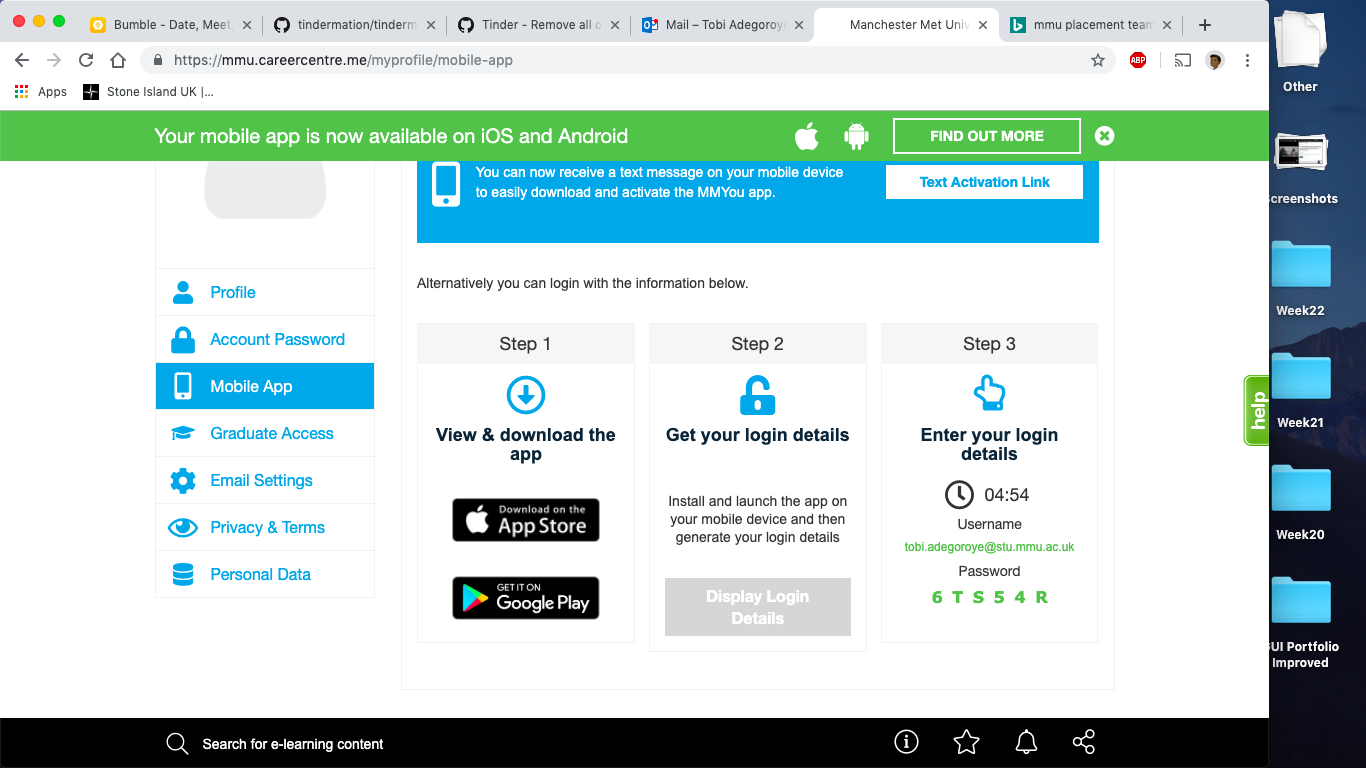 Bumble - Date, Meet,
tindermation/tinderm
Tinder - Remove all o
Mail – Tobi Adegoroye
Manchester Met Univ
mmu placement team
https://mmu.careercentre.me/myprofile/mobile-app
ABP
Apps
Stone Island UK |...
Your mobile app is now available on iOS and Android
FIND OUT MORE
You can now receive a text message on your mobile device
to easily download and activate the MMYou app.
Text Activation Link
Profile
Account Password
Mobile App
Graduate Access
Email Settings
Privacy & Terms
Personal Data
Alternatively you can login with the information below.
Step 1
View & download the
app
Download on the
App Store
GET IT ON
Google Play
Step 2
Get your login details
Install and launch the app on
your mobile device and then
generate your login details
Display Login
Details
Step 3
Enter your login
details
04:54
Username
tobi.adegoroye@stu.mmu.ac.uk
Password
6 T S 5 4 R
help
Search for e-learning content
Other
Screenshots
Week22
Week21
Week20
GUI Portfolio
Improved